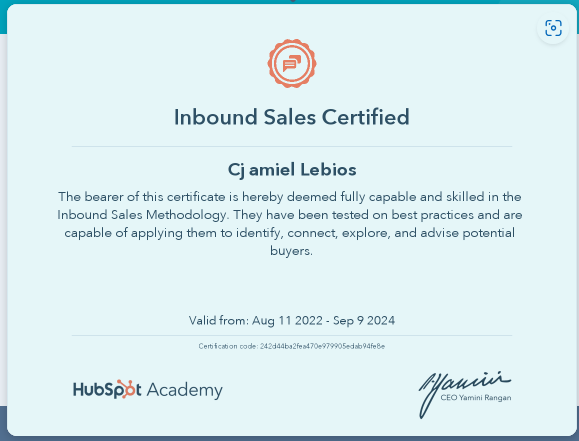 Inbound Sales Certified
Cj amiel Lebios
The bearer of this certificate is hereby deemed fully capable and skilled in the
Inbound Sales Methodology. They have been tested on best practices and are
capable of applying them to identify, connect, explore, and advise potential
buyers.
Valid from: Aug 11 2022 - Sep 9 2024
Certification code: 242d44ba2fea470e979905edab94fe8e
HubSpot Academy
Yamini
CEO Yamini Rangan